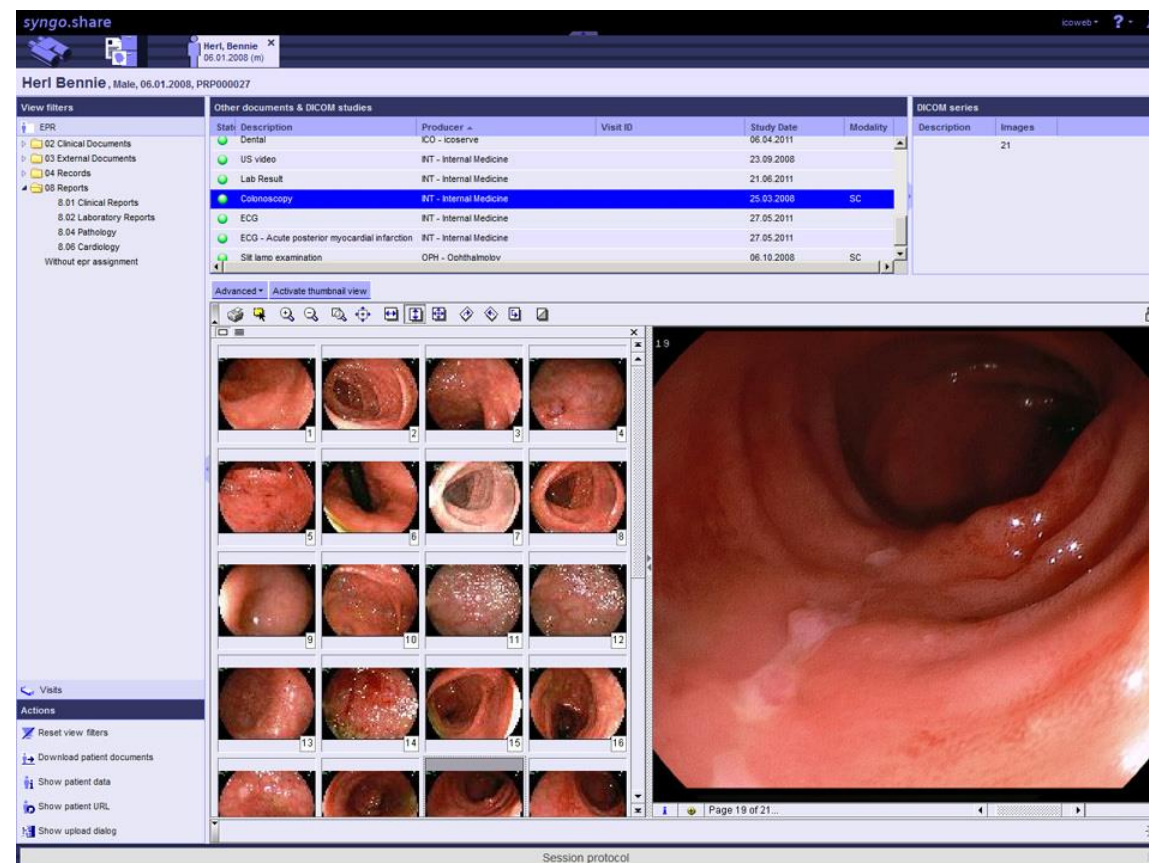 syngo.share
icoweb
?
Herl, Bennie
06.01.2008 (m)
Herl Bennie, Male, 06.01.2008, PRP000027
View filters
EPR
02 Clinical Documents
03 External Documents
04 Records
08 Reports
8.01 Clinical Reports
8.02 Laboratory Reports
8.04 Pathology
8.06 Cardiology
Without epr assignment
Visits
Actions
Reset view filters
Download patient documents
Show patient data
Show patient URL
Show upload dialog
Other documents & DICOM studies
State Description Producer Visit ID Study Date Modality
Dental ICO - icoserve 06.04.2011
US video INT - Internal Medicine 23.09.2008
Lab Result INT - Internal Medicine 21.06.2011
Colonoscopy INT - Internal Medicine 25.03.2008 SC
ECG INT - Internal Medicine 27.05.2011
ECG - Acute posterior myocardial infarction INT - Internal Medicine 27.05.2011
Slit lamp examination OPH - Ophthalmolov 06.10.2008 SC
DICOM series
Description Images
21
Advanced Activate thumbnail view
1 2 3 4
5 6 7 8
9 10 11 12
13 14 15 16
19
Page 19 of 21...
Session protocol